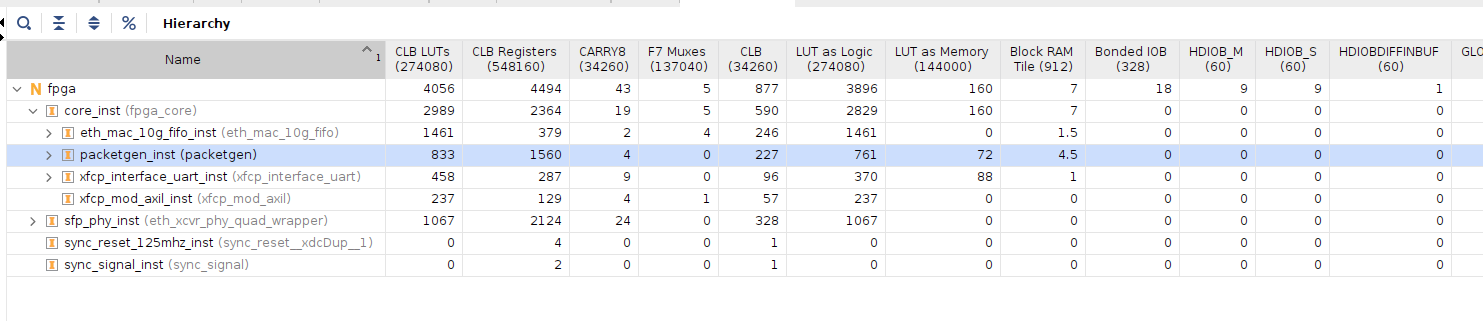 % Hierarchy
Name 1 CLB LUTs (274080) CLB Registers (548160) CARRY8 (34260) F7 Muxes (137040) CLB (34260) LUT as Logic (274080) LUT as Memory (144000) Block RAM Tile (912) Bonded IOB (328) HDIOB_M (60) HDIOB_S (60) HDIOBDIFFINBUF (60) GLO
N fpga 4056 4494 43 5 877 3896 160 7 18 9 9 1
I core_inst (fpga_core) 2989 2364 19 5 590 2829 160 7 0 0 0 0
I eth_mac_10g_fifo_inst (eth_mac_10g_fifo) 1461 379 2 4 246 1461 0 1.5 0 0 0 0
I packetgen_inst (packetgen) 833 1560 4 0 227 761 72 4.5 0 0 0 0
I xfcp_interface_uart_inst (xfcp_interface_uart) 458 287 9 0 96 370 88 1 0 0 0 0
I xfcp_mod_axil_inst (xfcp_mod_axil) 237 129 4 1 57 237 0 0 0 0 0 0
I sfp_phy_inst (eth_xcvr_phy_quad_wrapper) 1067 2124 24 0 328 1067 0 0 0 0 0 0
I sync_reset_125mhz_inst (sync_reset__xdcDup__1) 0 4 0 0 1 0 0 0 0 0 0 0
I sync_signal_inst (sync_signal) 0 2 0 0 1 0 0 0 0 0 0 0